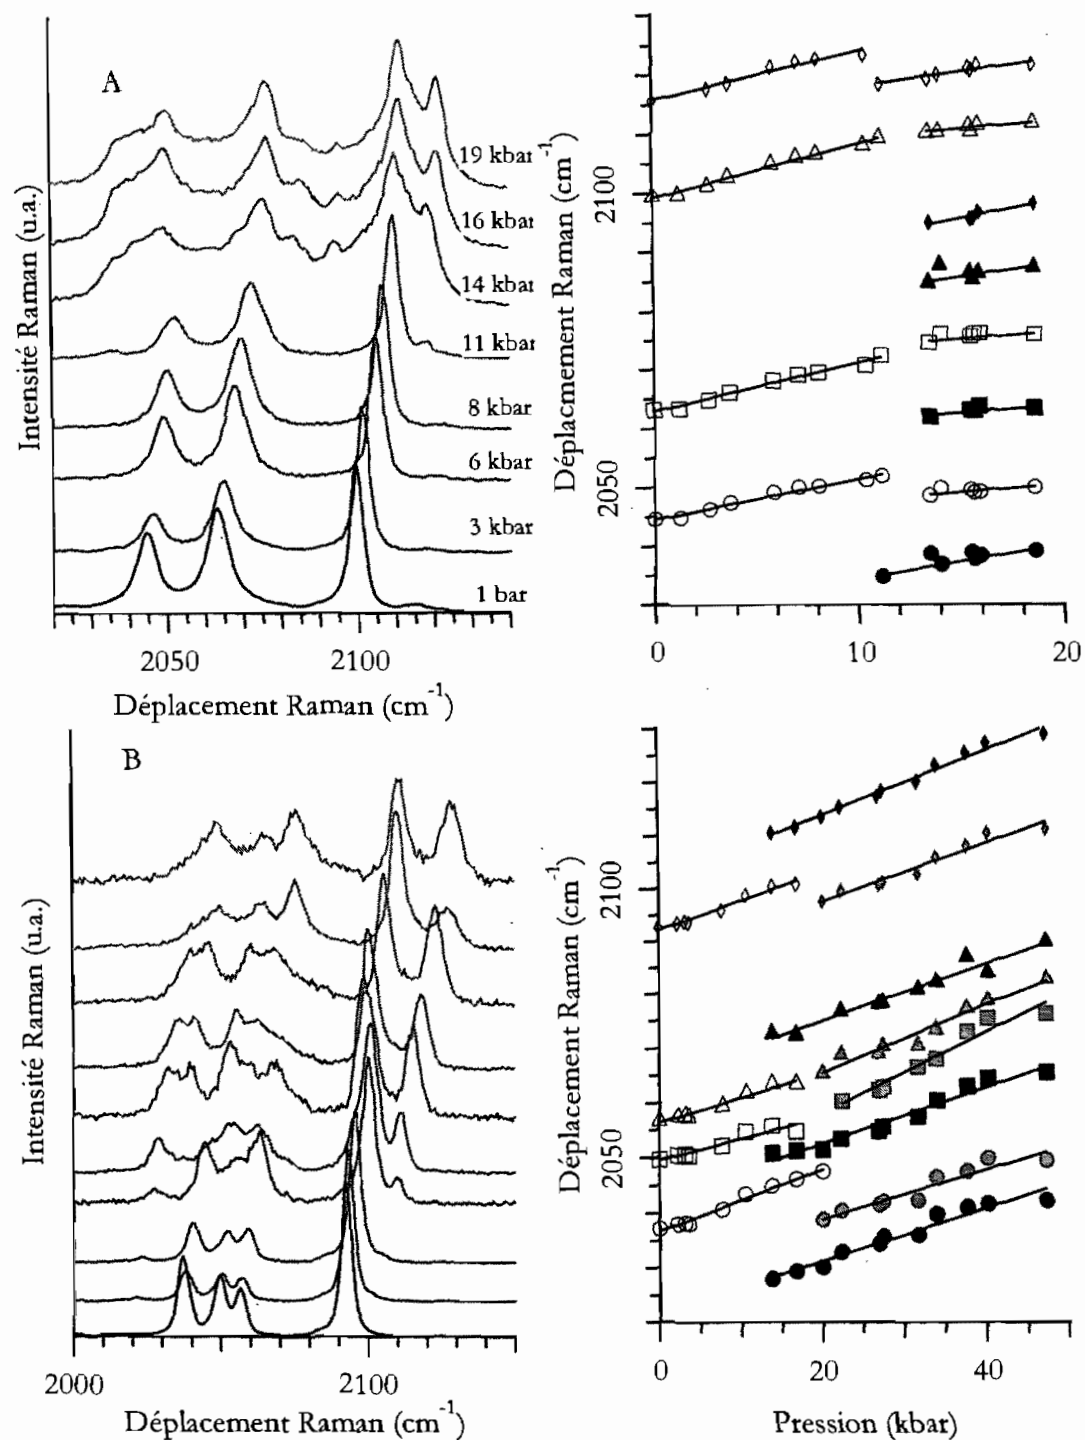 A
19 kbar
16 kbar
14 kbar
11 kbar
8 kbar
6 kbar
3 kbar
1 bar
Intensité Raman (u.a.)
2050 2100
Déplacement Raman (cm⁻¹)
Déplacmement Raman (cm⁻¹)
2100
2050
0 10 20
B
Intensité Raman (u.a.)
2000 2100
Déplacement Raman (cm⁻¹)
Déplacement Raman (cm⁻¹)
2100
2050
0 20 40
Pression (kbar)